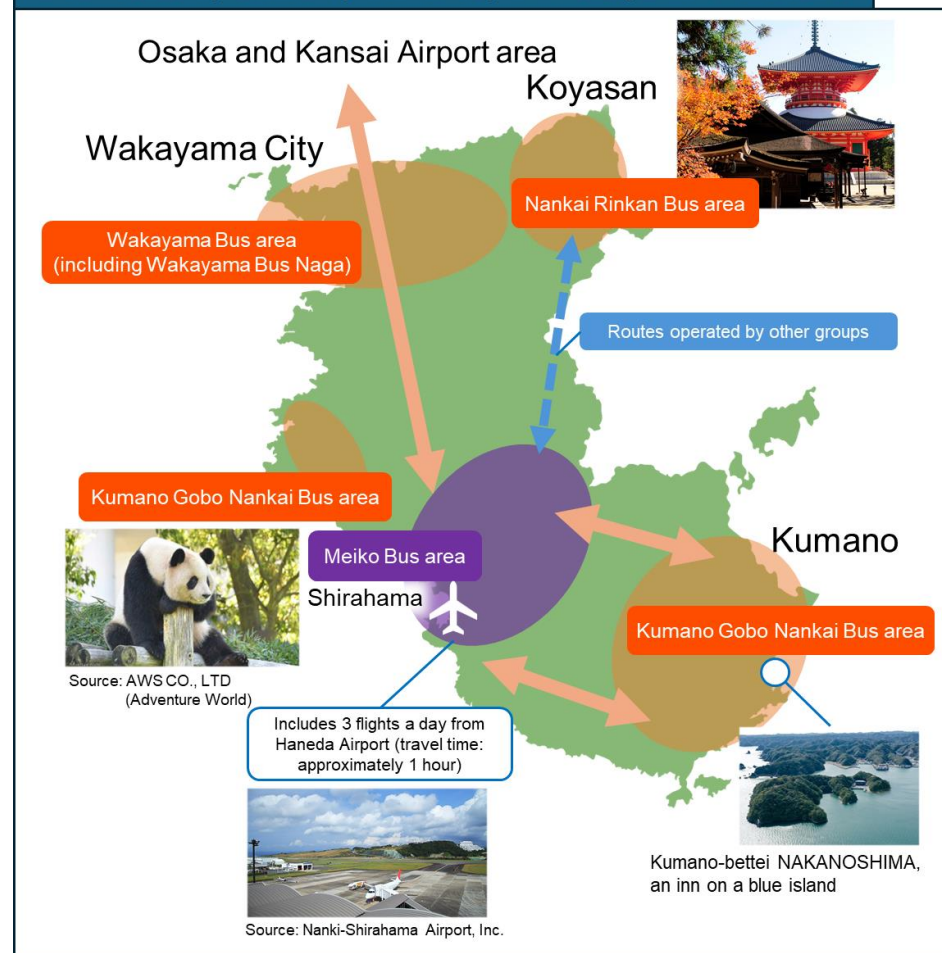 Osaka and Kansai Airport area
Koyasan
Wakayama City
Nankai Rinkan Bus area
Wakayama Bus area
(including Wakayama Bus Naga)
Routes operated by other groups
Kumano Gobo Nankai Bus area
Kumano
Meiko Bus area
Shirahama
Kumano Gobo Nankai Bus area
Source: AWS CO., LTD
(Adventure World)
Includes 3 flights a day from
Haneda Airport (travel time:
approximately 1 hour)
Kumano-bettei NAKANOSHIMA,
an inn on a blue island
Source: Nanki-Shirahama Airport, Inc.